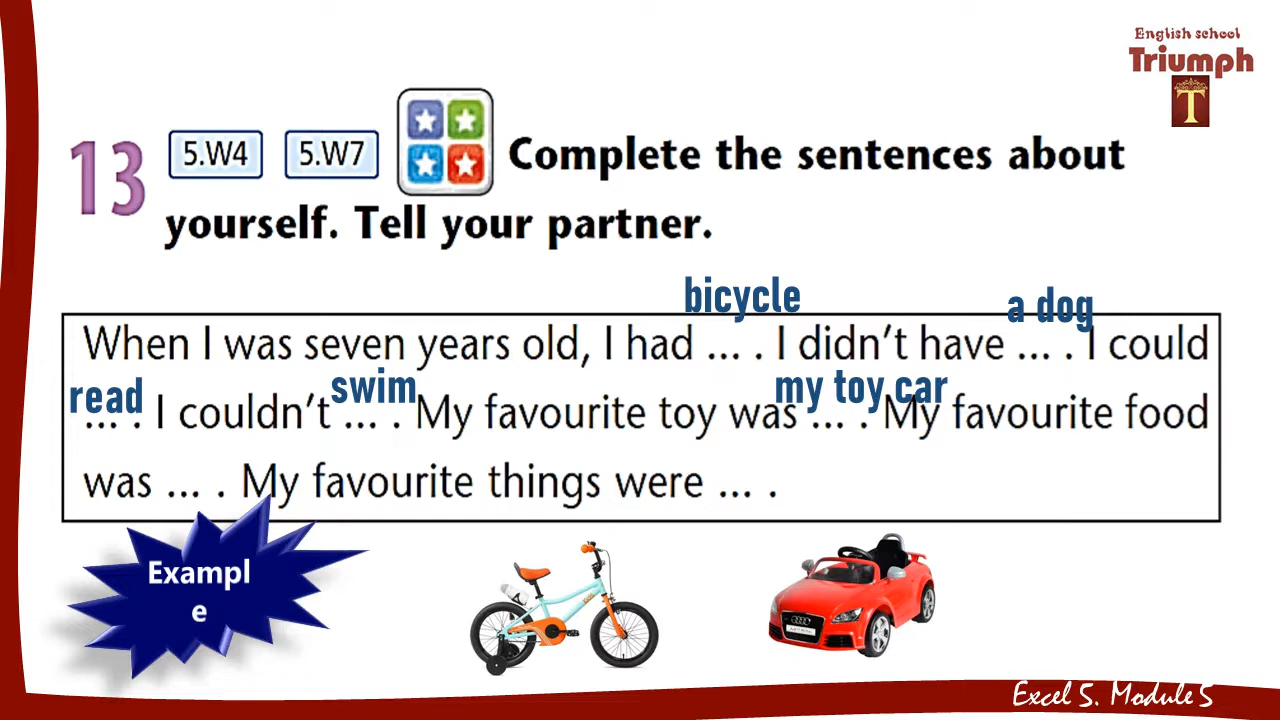 English school
Triumph
T
13 5.W4 5.W7 Complete the sentences about
yourself. Tell your partner.
bicycle
a dog
When I was seven years old, I had ... . I didn't have ... . I could
read
swim
my toy car
... . I couldn't ... . My favourite toy was ... . My favourite food
was ... . My favourite things were ... .
Exampl
e
Excel 5. Module 5